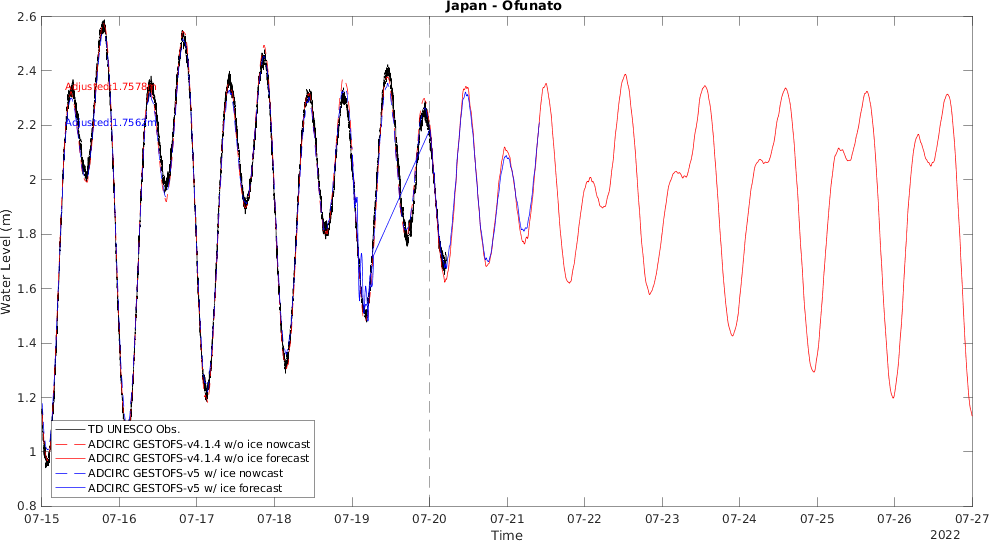 Japan - Ofunato
2.6
2.4
2.2
2
1.8
1.6
1.4
1.2
1
0.8
Water Level (m)
Adjusted:1.7578m
Adjusted:1.7562m
TD UNESCO Obs.
ADCIRC GESTOFS-v4.1.4 w/o ice nowcast
ADCIRC GESTOFS-v4.1.4 w/o ice forecast
ADCIRC GESTOFS-v5 w/ ice nowcast
ADCIRC GESTOFS-v5 w/ ice forecast
07-15
07-16
07-17
07-18
07-19
07-20
07-21
07-22
07-23
07-24
07-25
07-26
07-27
Time
2022